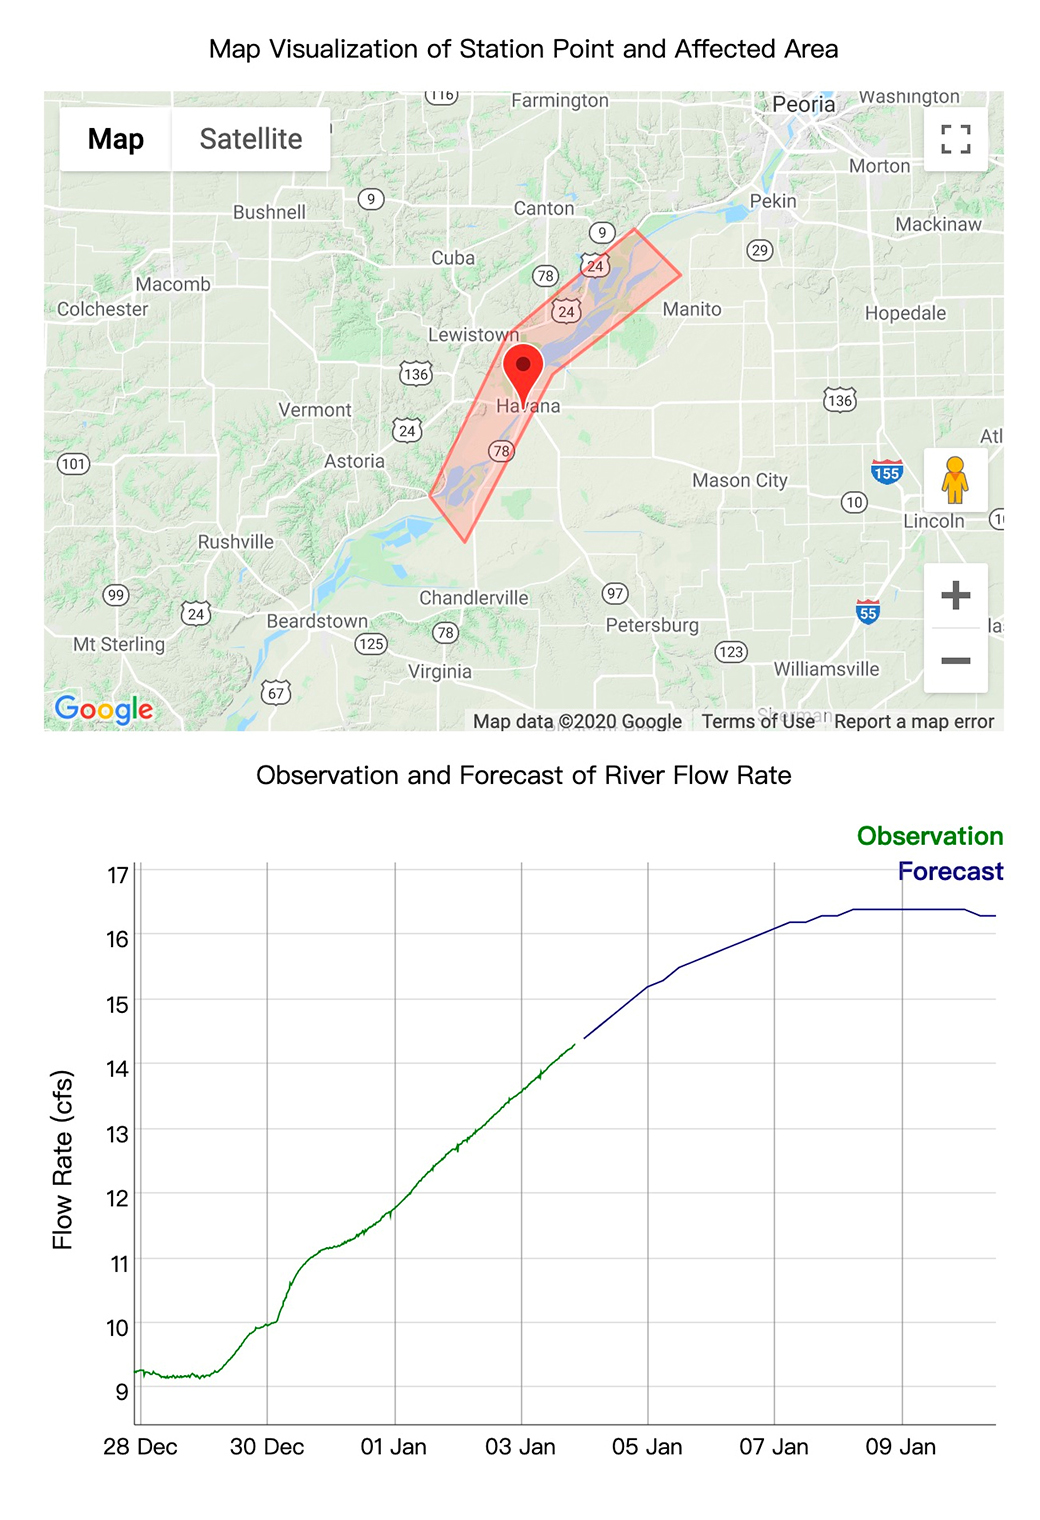 Map Visualization of Station Point and Affected Area
116
Farmington
Peoria
Washington
Map
Satellite
Morton
9
Bushnell
Canton
Pekin
Mackinaw
9
29
Cuba
24
78
Macomb
Colchester
24
Manito
Hopedale
Lewistown
136
136
Vermont
Havana
24
78
Astoria
101
155
Mason City
10
Lincoln
Rushville
99
24
Chandlerville
97
55
Beardstown
78
Petersburg
Mt Sterling
125
123
Virginia
Williamsville
67
Google
Sherman
Map data ©2020 Google
Terms of Use
Report a map error
Observation and Forecast of River Flow Rate
Observation
Forecast
17
16
15
14
13
12
11
10
9
Flow Rate (cfs)
28 Dec
30 Dec
01 Jan
03 Jan
05 Jan
07 Jan
09 Jan